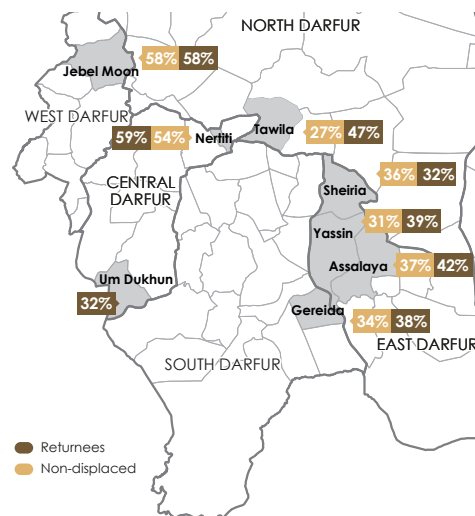 NORTH DARFUR
58% 58%
Jebel Moon
WEST DARFUR
59% 54%
Nertiti
Tawila
27% 47%
CENTRAL
DARFUR
36% 32%
Sheiria
31% 39%
Yassin
Assalaya
37% 42%
Um Dukhun
32%
Gereida
34% 38%
EAST DARFUR
SOUTH DARFUR
Returnees
Non-displaced